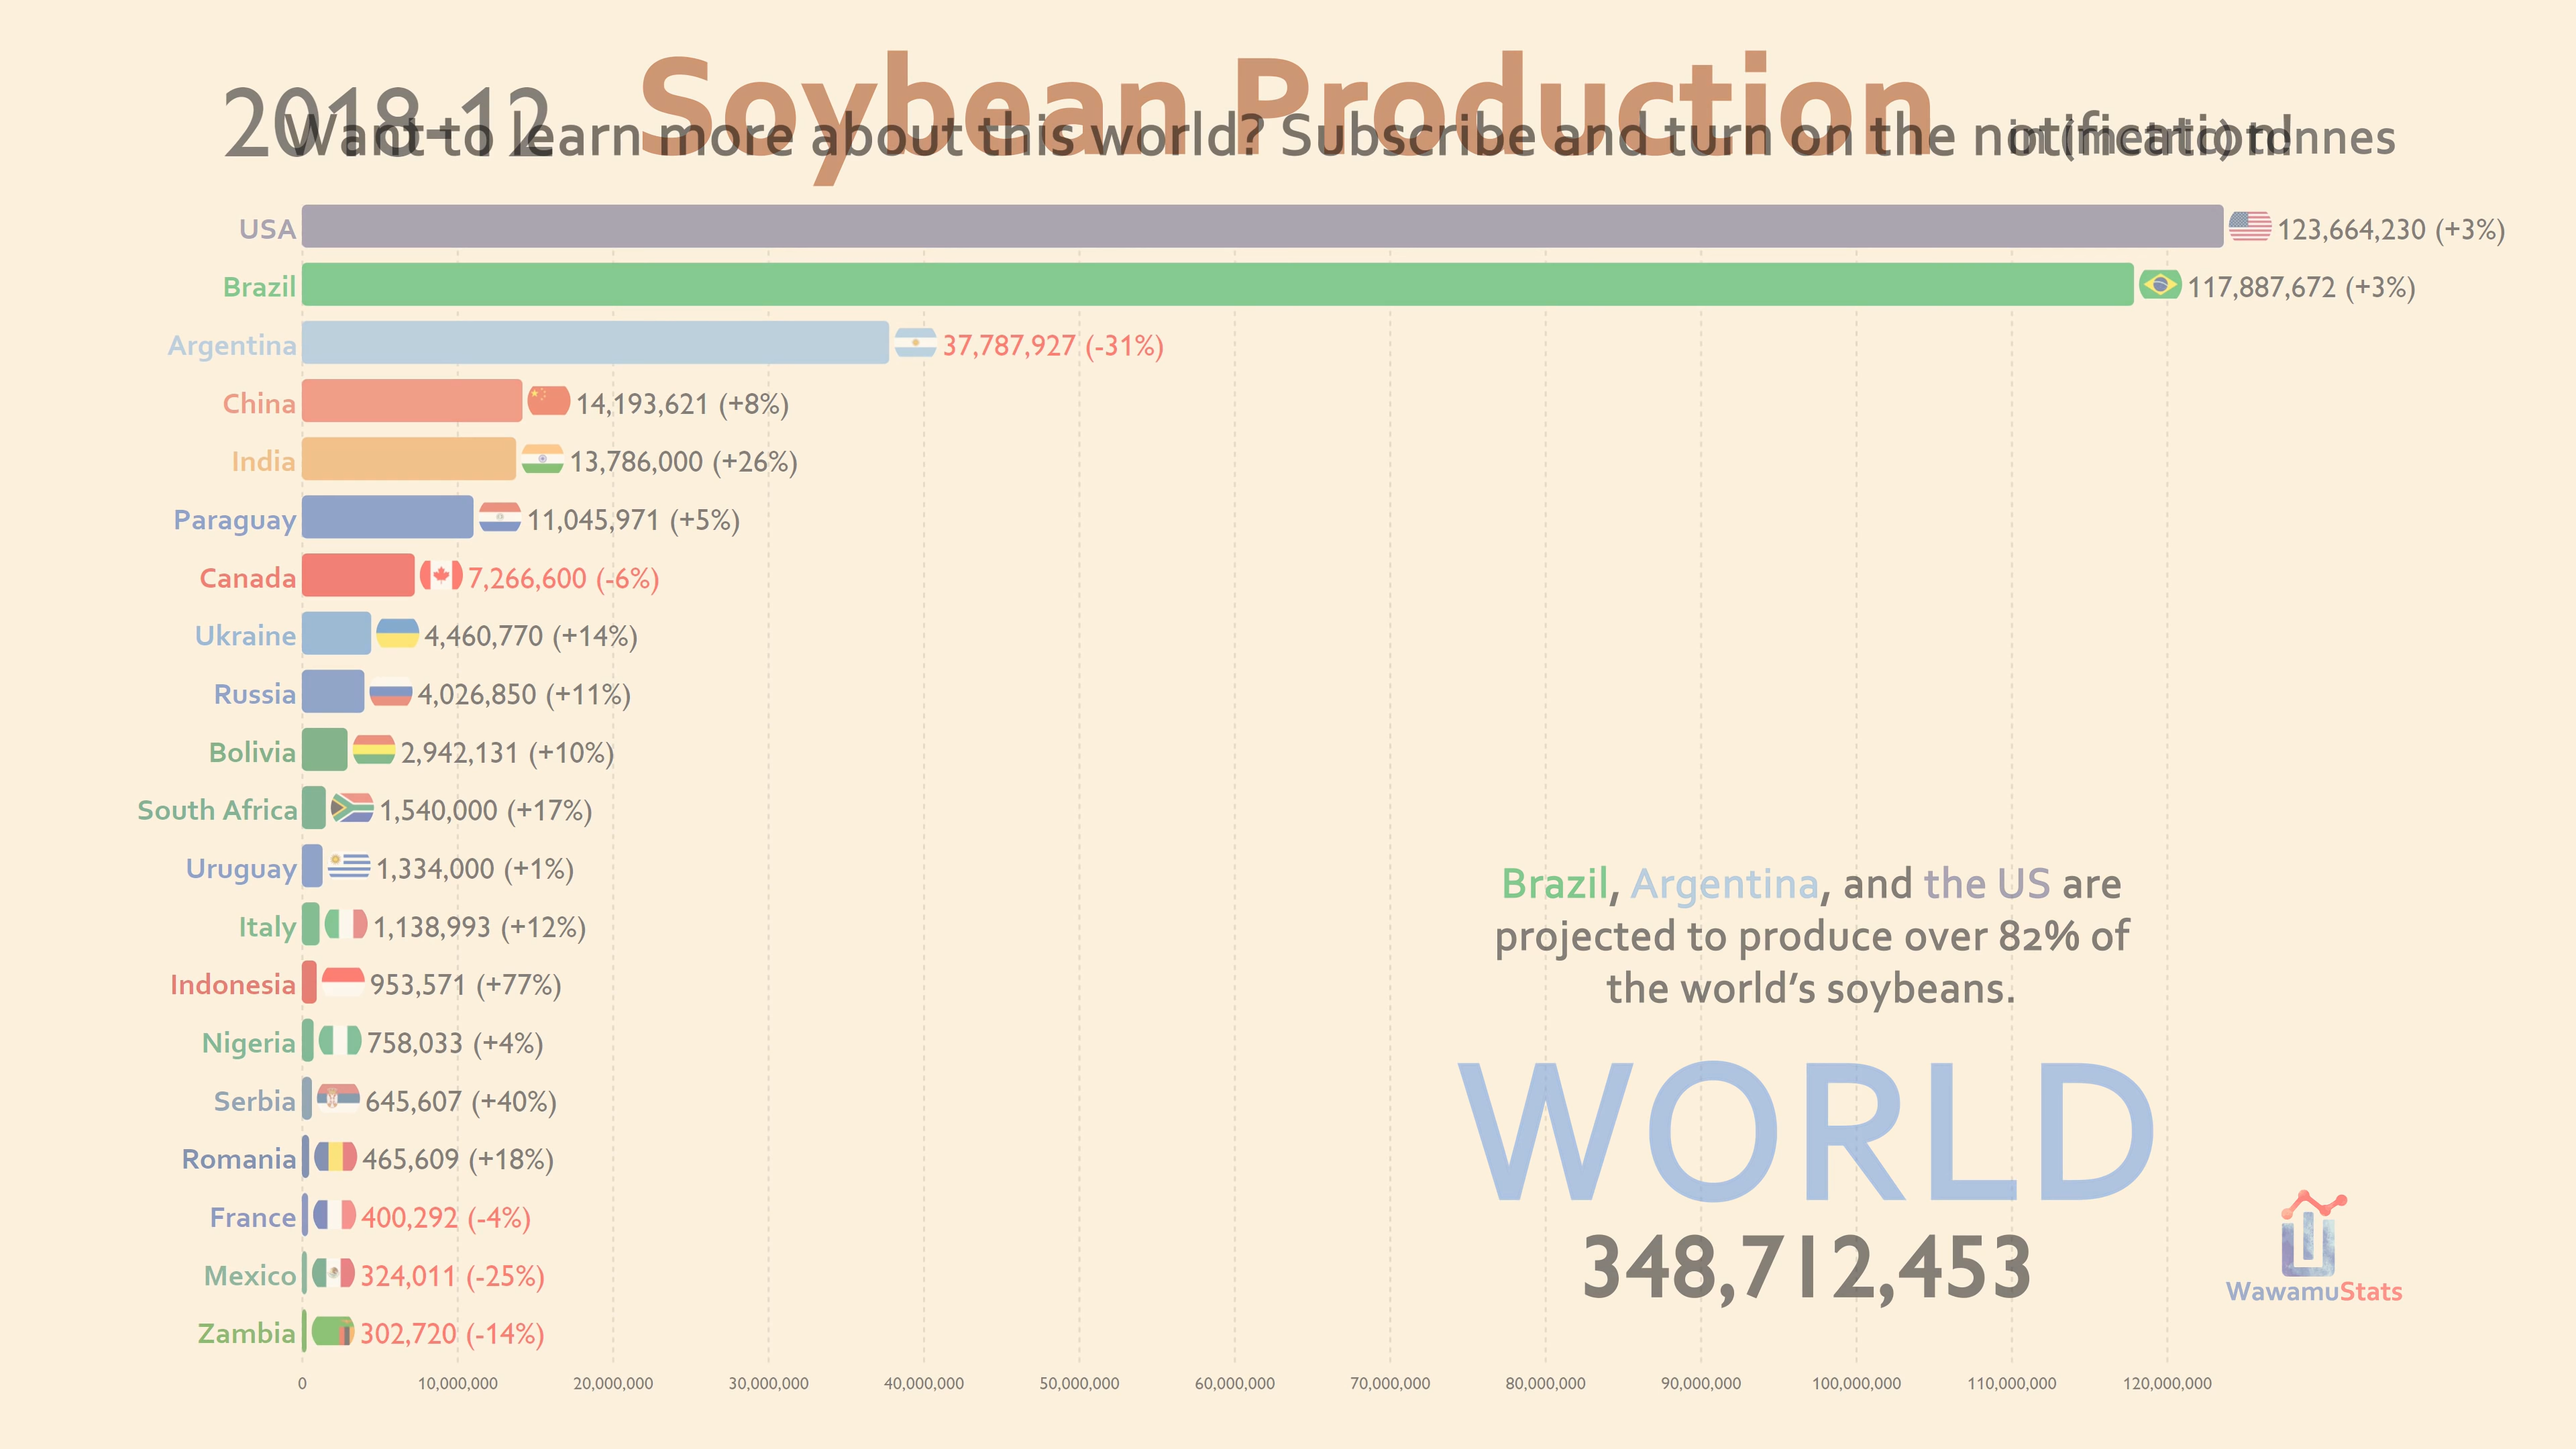 2018-12
Soybean Production
in (metric) tonnes
Want to learn more about this world? Subscribe and turn on the notification!
USA 123,664,230 (+3%)
Brazil 117,887,672 (+3%)
Argentina 37,787,927 (-31%)
China 14,193,621 (+8%)
India 13,786,000 (+26%)
Paraguay 11,045,971 (+5%)
Canada 7,266,600 (-6%)
Ukraine 4,460,770 (+14%)
Russia 4,026,850 (+11%)
Bolivia 2,942,131 (+10%)
South Africa 1,540,000 (+17%)
Uruguay 1,334,000 (+1%)
Italy 1,138,993 (+12%)
Indonesia 953,571 (+77%)
Nigeria 758,033 (+4%)
Serbia 645,607 (+40%)
Romania 465,609 (+18%)
France 400,292 (-4%)
Mexico 324,011 (-25%)
Zambia 302,720 (-14%)
0 10,000,000 20,000,000 30,000,000 40,000,000 50,000,000 60,000,000 70,000,000 80,000,000 90,000,000 100,000,000 110,000,000 120,000,000
Brazil, Argentina, and the US are
projected to produce over 82% of
the world's soybeans.
WORLD
348,712,453
WawamuStats